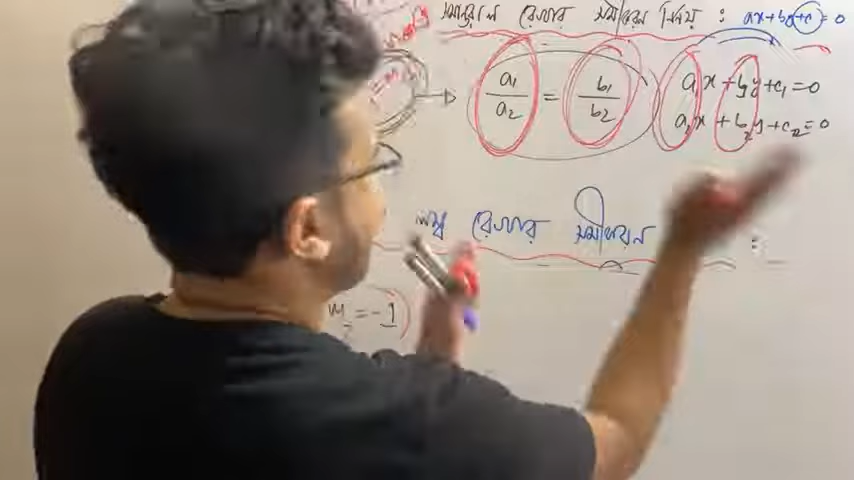 সমান্তরাল রেখার সমীকরণ নির্ণয় : ax+by+c=0
a₁/a₂ = b₁/b₂
a₁x+b₁y+c₁=0
a₂x+b₂y+c₂=0
লম্ব রেখার সমীকরণ :
m₂=-1